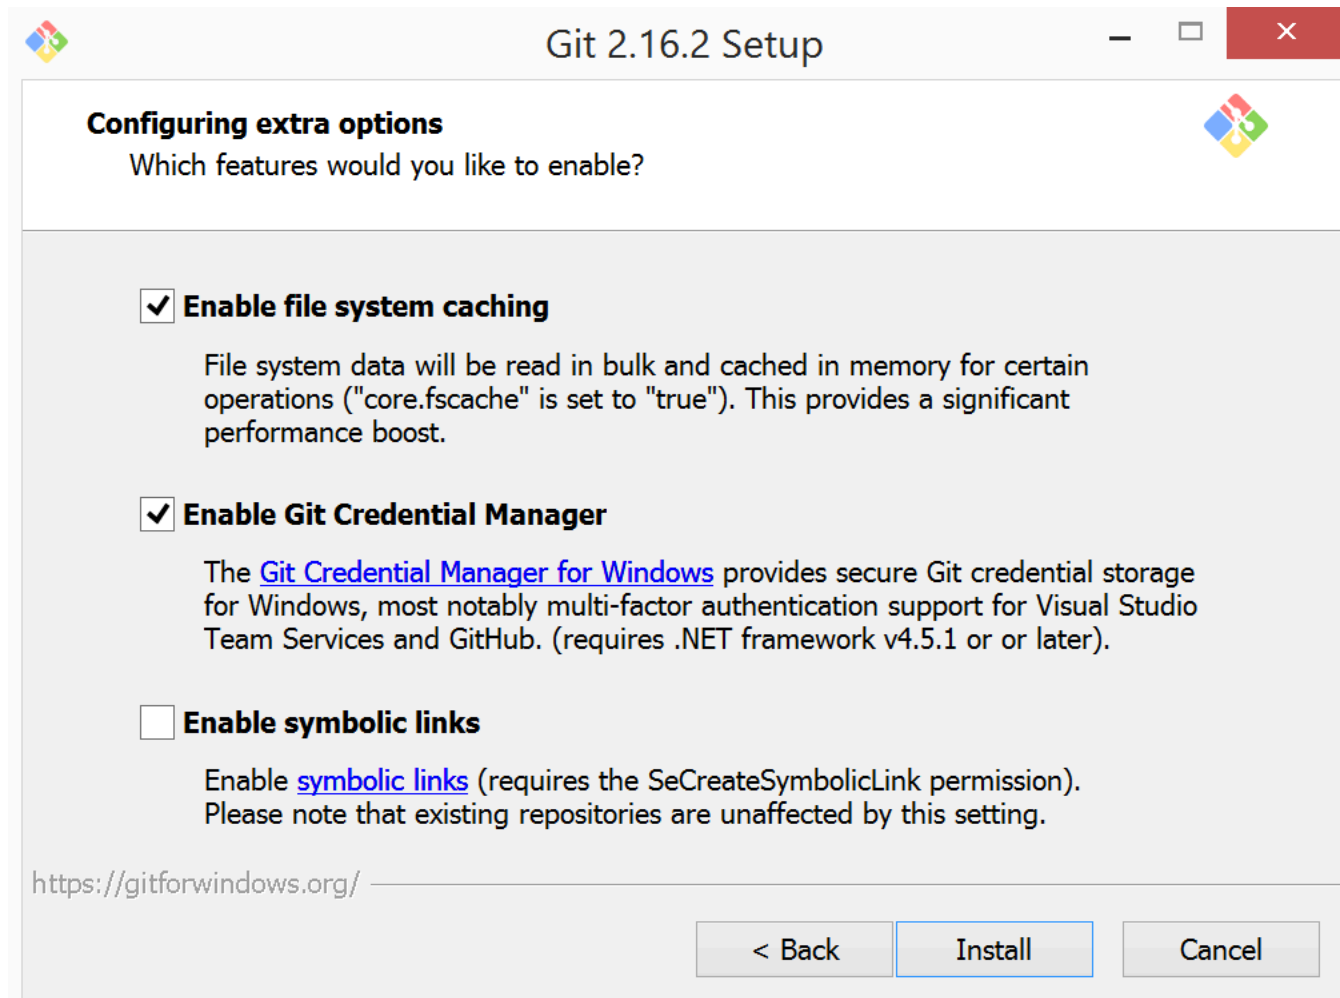 Git 2.16.2 Setup
Configuring extra options
Which features would you like to enable?
Enable file system caching
File system data will be read in bulk and cached in memory for certain
operations ("core.fscache" is set to "true"). This provides a significant
performance boost.
Enable Git Credential Manager
The Git Credential Manager for Windows provides secure Git credential storage
for Windows, most notably multi-factor authentication support for Visual Studio
Team Services and GitHub. (requires .NET framework v4.5.1 or or later).
Enable symbolic links
Enable symbolic links (requires the SeCreateSymbolicLink permission).
Please note that existing repositories are unaffected by this setting.
https://gitforwindows.org/
< Back
Install
Cancel